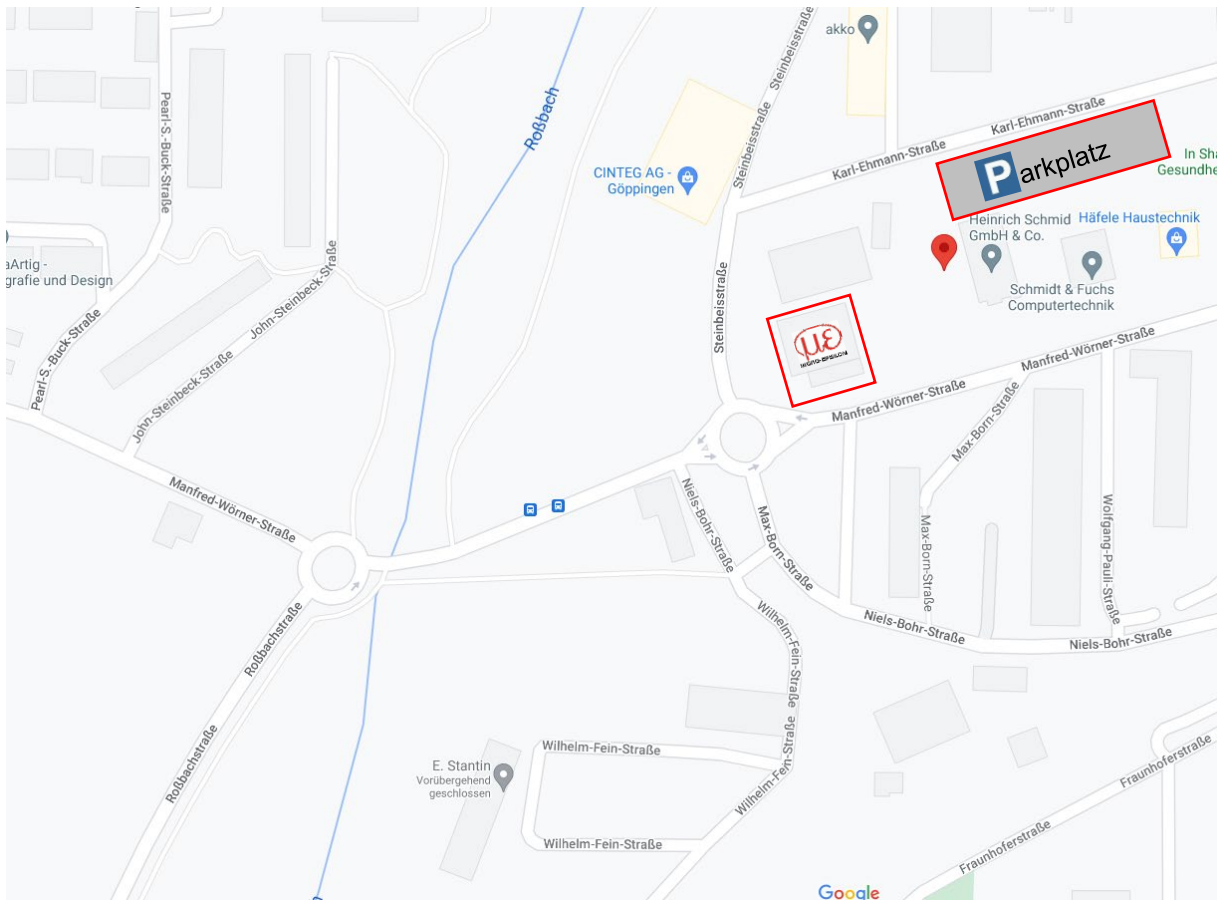 akko
Steinbeisstraße
Roßbach
Pearl-S.-Buck-Straße
Karl-Ehmann-Straße
Karl-Ehmann-Straße
Steinbeisstraße
Parkplatz
In Sha
Gesundhe
CINTEG AG -
Göppingen
Heinrich Schmid
GmbH & Co.
Häfele Haustechnik
aArtig -
grafie und Design
John-Steinbeck-Straße
Schmidt & Fuchs
Computertechnik
Steinbeisstraße
µε
MICRO-EPSILON
Pearl-S.-Buck-Straße
John-Steinbeck-Straße
Manfred-Wörner-Straße
Manfred-Wörner-Straße
Max-Born-Straße
Manfred-Wörner-Straße
Niels-Bohr-Straße
Max-Born-Straße
Max-Born-Straße
Wolfgang-Pauli-Straße
Roßbachstraße
Wilhelm-Fein-Straße
Niels-Bohr-Straße
Niels-Bohr-Straße
Roßbachstraße
Wilhelm-Fein-Straße
Wilhelm-Fein-Straße
E. Stantin
Vorübergehend
geschlossen
Fraunhoferstraße
Wilhelm-Fein-Straße
Fraunhoferstraße
Google